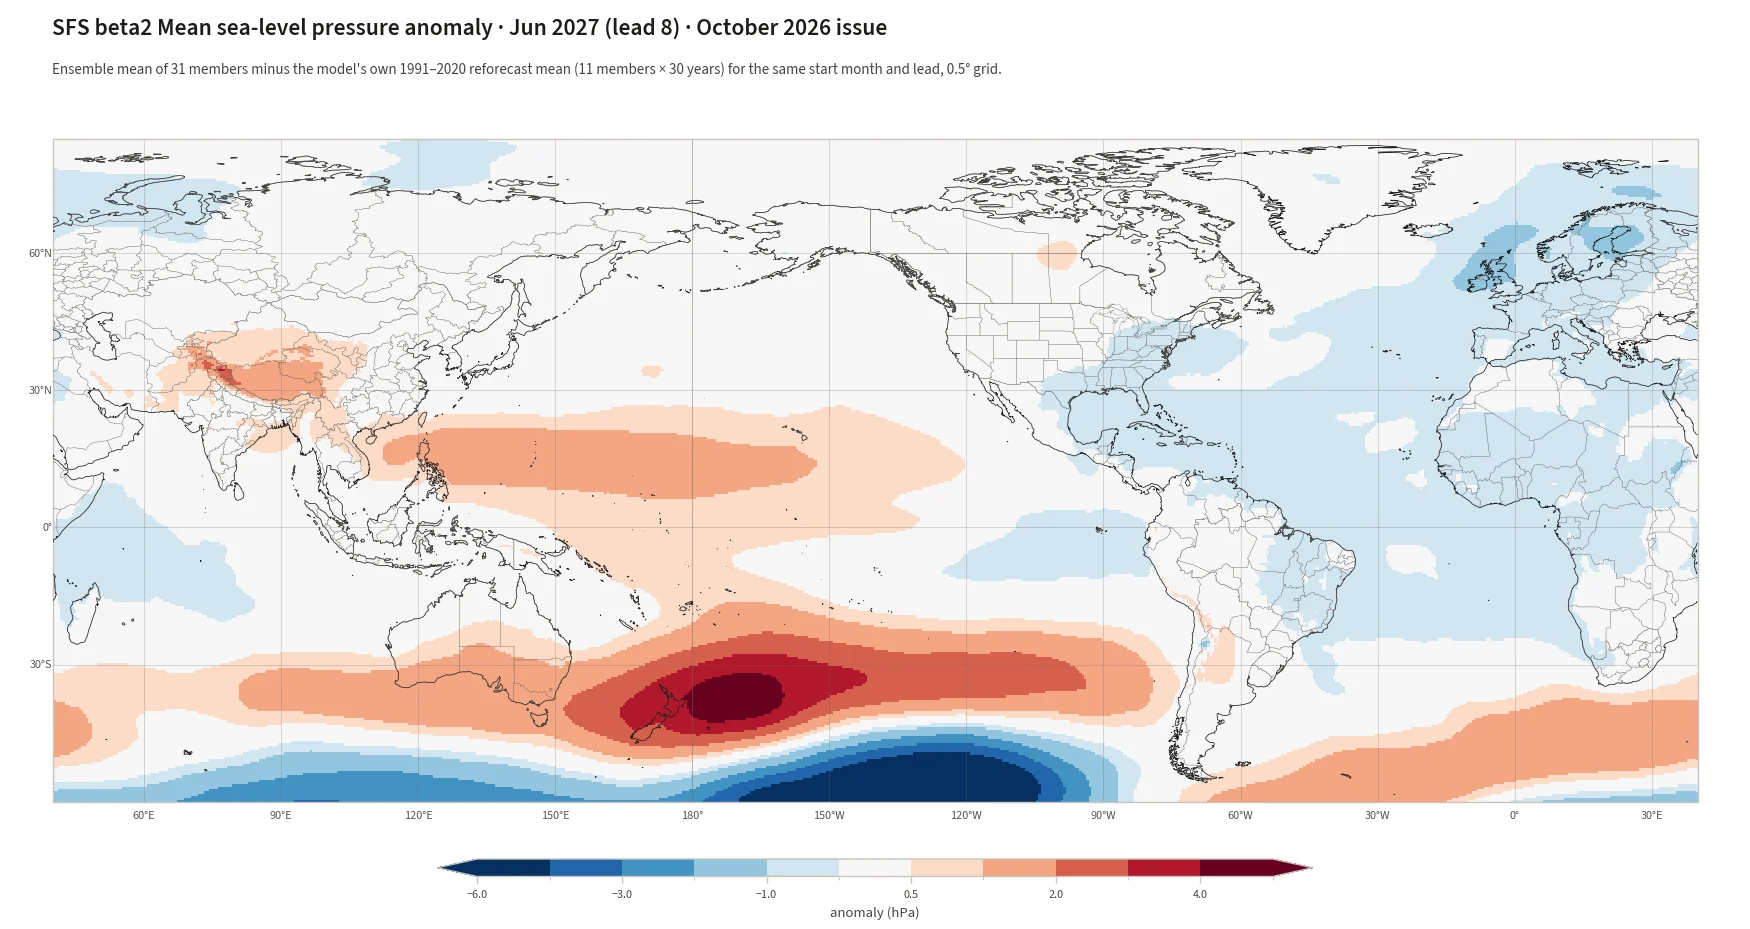 SFS beta2 Mean sea-level pressure anomaly · Jun 2027 (lead 8) · October 2026 issue
Ensemble mean of 31 members minus the model's own 1991–2020 reforecast mean (11 members × 30 years) for the same start month and lead, 0.5° grid.
60°N
30°N
0°
30°S
60°E 90°E 120°E 150°E 180° 150°W 120°W 90°W 60°W 30°W 0° 30°E
−6.0 −3.0 −1.0 0.5 2.0 4.0
anomaly (hPa)